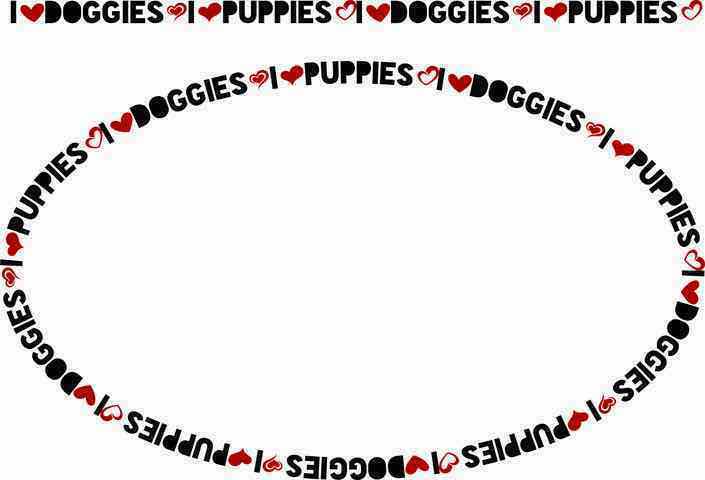 I ♥ DOGGIES ♥ I ♥ PUPPIES ♥ I ♥ DOGGIES ♥ I ♥ PUPPIES ♥
I ♥ PUPPIES ♥ I ♥ DOGGIES ♥ I ♥ PUPPIES ♥ I ♥ DOGGIES ♥ I ♥ PUPPIES ♥ I ♥ DOGGIES ♥ I ♥ PUPPIES ♥ I ♥ DOGGIES ♥ I ♥ PUPPIES ♥ I ♥ DOGGIES ♥